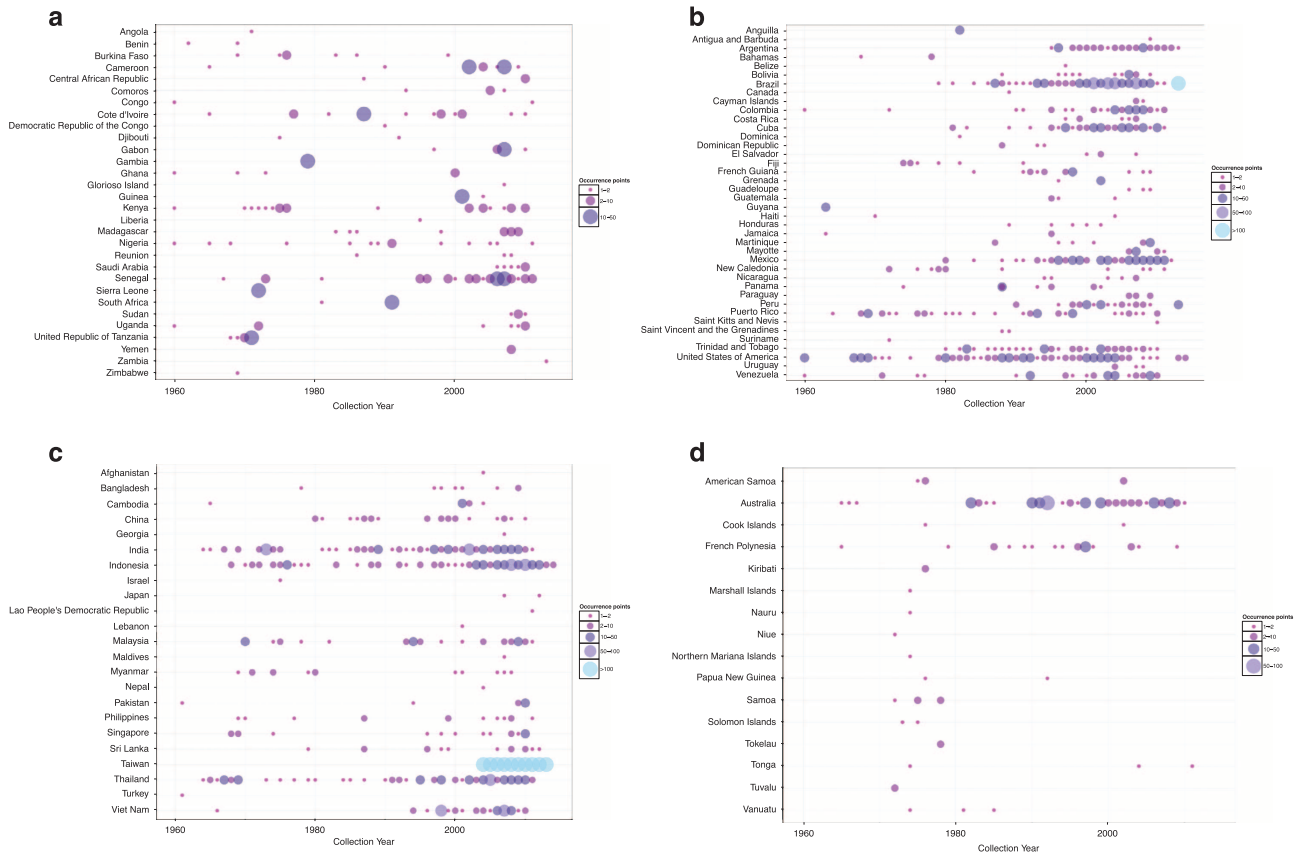 a
Angola
Benin
Burkina Faso
Cameroon
Central African Republic
Comoros
Congo
Cote d'Ivoire
Democratic Republic of the Congo
Djibouti
Gabon
Gambia
Ghana
Glorioso Island
Guinea
Kenya
Liberia
Madagascar
Nigeria
Reunion
Saudi Arabia
Senegal
Sierra Leone
South Africa
Sudan
Uganda
United Republic of Tanzania
Yemen
Zambia
Zimbabwe
1960 1980 2000
Collection Year
Occurrence points
1–2
2–10
10–50
b
Anguilla
Antigua and Barbuda
Argentina
Bahamas
Belize
Bolivia
Brazil
Canada
Cayman Islands
Colombia
Costa Rica
Cuba
Dominica
Dominican Republic
El Salvador
Fiji
French Guiana
Grenada
Guadeloupe
Guatemala
Guyana
Haiti
Honduras
Jamaica
Martinique
Mayotte
Mexico
New Caledonia
Nicaragua
Panama
Paraguay
Peru
Puerto Rico
Saint Kitts and Nevis
Saint Vincent and the Grenadines
Suriname
Trinidad and Tobago
United States of America
Uruguay
Venezuela
1960 1980 2000
Collection Year
Occurrence points
1–2
2–10
10–50
50–100
>100
c
Afghanistan
Bangladesh
Cambodia
China
Georgia
India
Indonesia
Israel
Japan
Lao People's Democratic Republic
Lebanon
Malaysia
Maldives
Myanmar
Nepal
Pakistan
Philippines
Singapore
Sri Lanka
Taiwan
Thailand
Turkey
Viet Nam
1960 1980 2000
Collection Year
Occurrence points
1–2
2–10
10–50
50–100
>100
d
American Samoa
Australia
Cook Islands
French Polynesia
Kiribati
Marshall Islands
Nauru
Niue
Northern Mariana Islands
Papua New Guinea
Samoa
Solomon Islands
Tokelau
Tonga
Tuvalu
Vanuatu
1960 1980 2000
Collection Year
Occurrence points
1–2
2–10
10–50
50–100